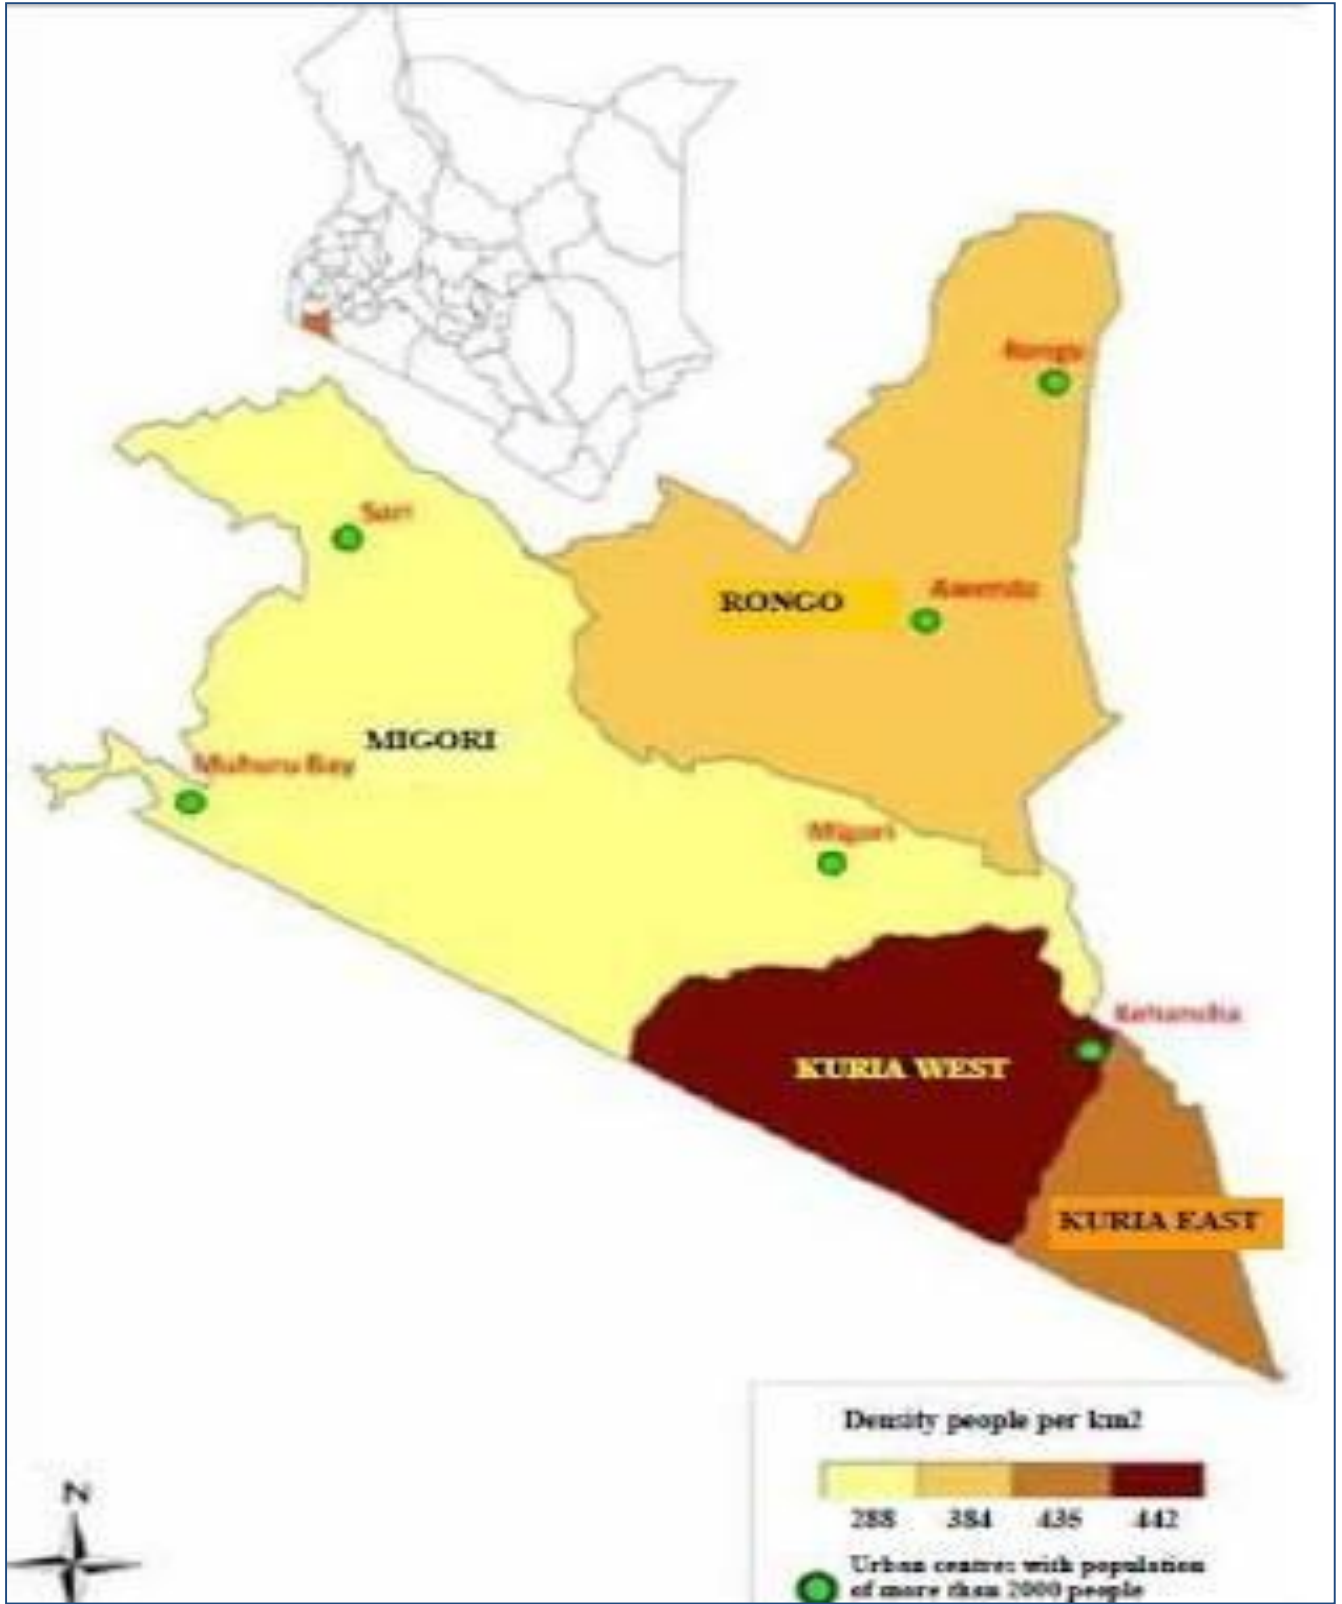 Rongo
Sori
RONGO
Awendo
MIGORI
Muhuru Bay
Migori
Kehancha
KURIA WEST
KURIA EAST
Density people per km2
288 384 436 442
N
Urban centres with population
of more than 2000 people